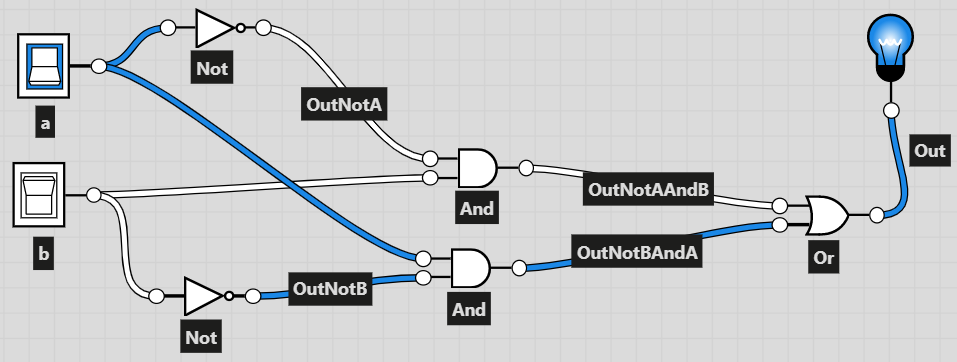 Not
a
OutNotA
Out
And
OutNotAAndB
b
OutNotBAndA
Or
OutNotB
And
Not